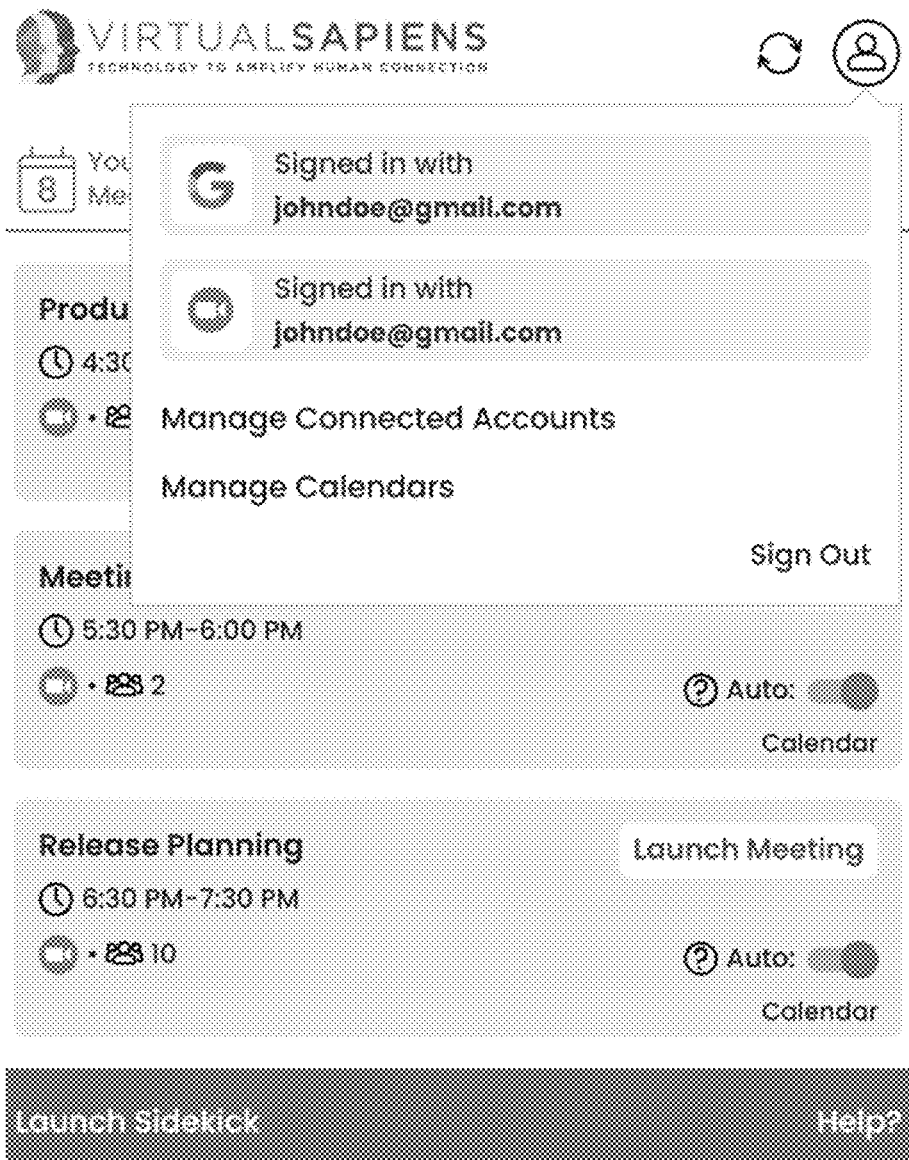 VIRTUALSAPIENS
TECHNOLOGY TO AMPLIFY HUMAN CONNECTION
8
You
Me
Signed in with
johndoe@gmail.com
Signed in with
johndoe@gmail.com
Manage Connected Accounts
Manage Calendars
Sign Out
Produ
4:30
Meetin
5:30 PM-6:00 PM
2
Auto:
Calendar
Release Planning
Launch Meeting
6:30 PM-7:30 PM
10
Auto:
Calendar
Launch Sidekick
Help?